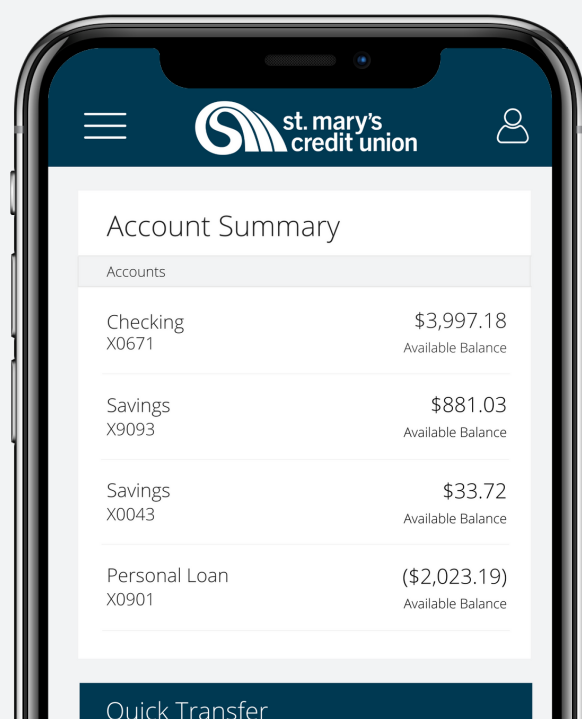 st. mary's
credit union
Account Summary
Accounts
Checking
X0671
$3,997.18
Available Balance
Savings
X9093
$881.03
Available Balance
Savings
X0043
$33.72
Available Balance
Personal Loan
X0901
($2,023.19)
Available Balance
Quick Transfer